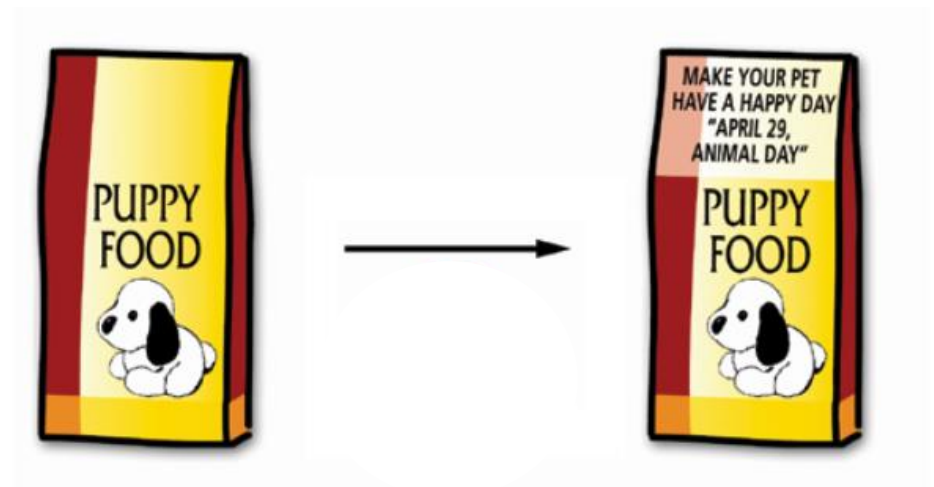 PUPPY
FOOD
MAKE YOUR PET
HAVE A HAPPY DAY
"APRIL 29,
ANIMAL DAY"
PUPPY
FOOD